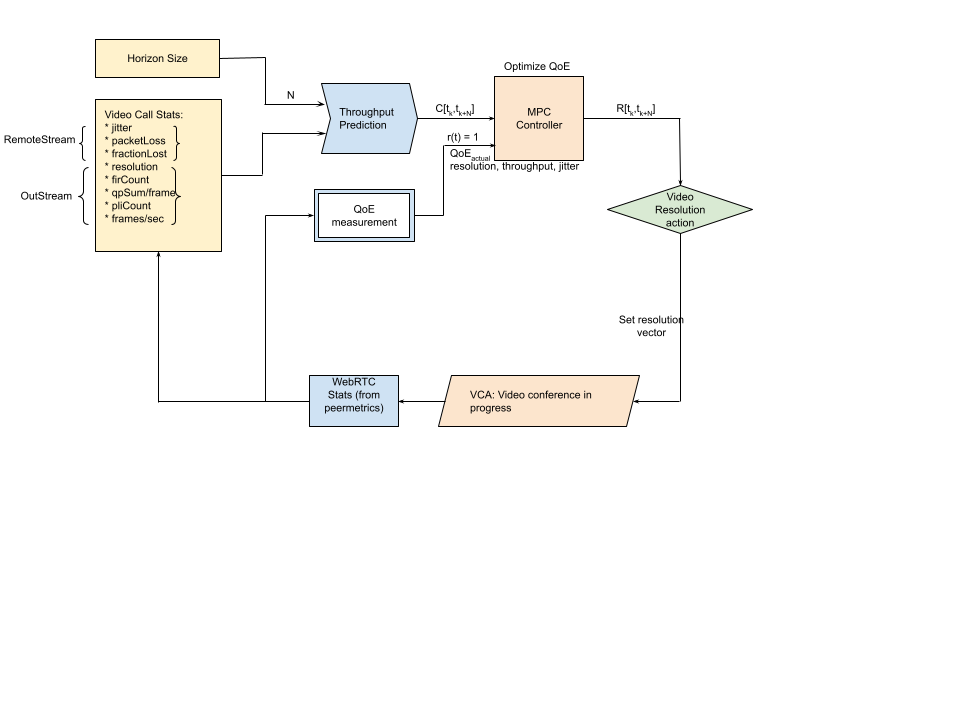 Optimize QoE
Horizon Size
N
Video Call Stats:
* jitter
* packetLoss
* fractionLost
* resolution
* firCount
* qpSum/frame
* pliCount
* frames/sec
RemoteStream
OutStream
Throughput
Prediction
C[tk,tk+N]
MPC
Controller
R[tk,tk+N]
r(t) = 1
QoEactual
resolution, throughput, jitter
QoE
measurement
Video
Resolution
action
Set resolution
vector
WebRTC
Stats (from
peermetrics)
VCA: Video conference in
progress